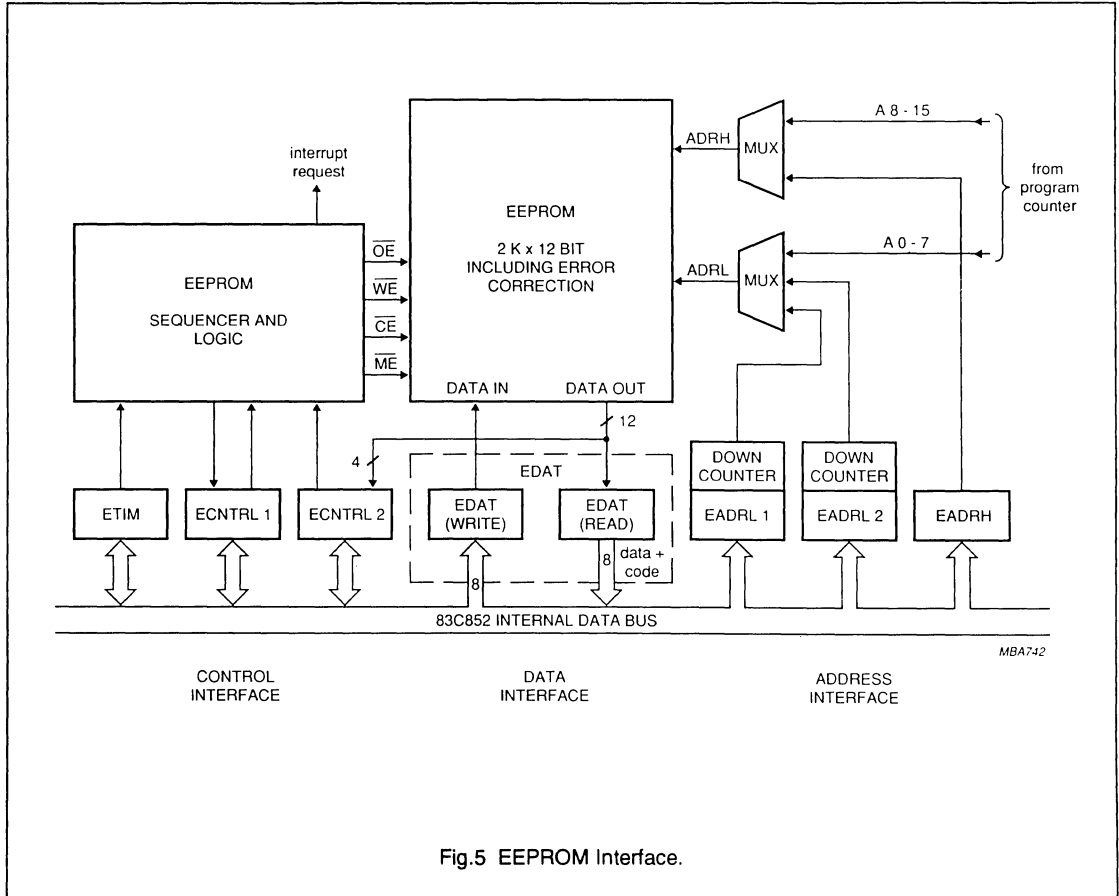 A 8 - 15
ADRH
MUX
interrupt
request
from
program
counter
EEPROM
2 K x 12 BIT
INCLUDING ERROR
CORRECTION
A 0 - 7
ADRL
MUX
EEPROM
SEQUENCER AND
LOGIC
OE
WE
CE
ME
DATA IN
DATA OUT
12
4
EDAT
DOWN
COUNTER
DOWN
COUNTER
ETIM
ECNTRL 1
ECNTRL 2
EDAT
(WRITE)
EDAT
(READ)
EADRL 1
EADRL 2
EADRH
8
8
data +
code
83C852 INTERNAL DATA BUS
MBA742
CONTROL
INTERFACE
DATA
INTERFACE
ADDRESS
INTERFACE
Fig.5 EEPROM Interface.